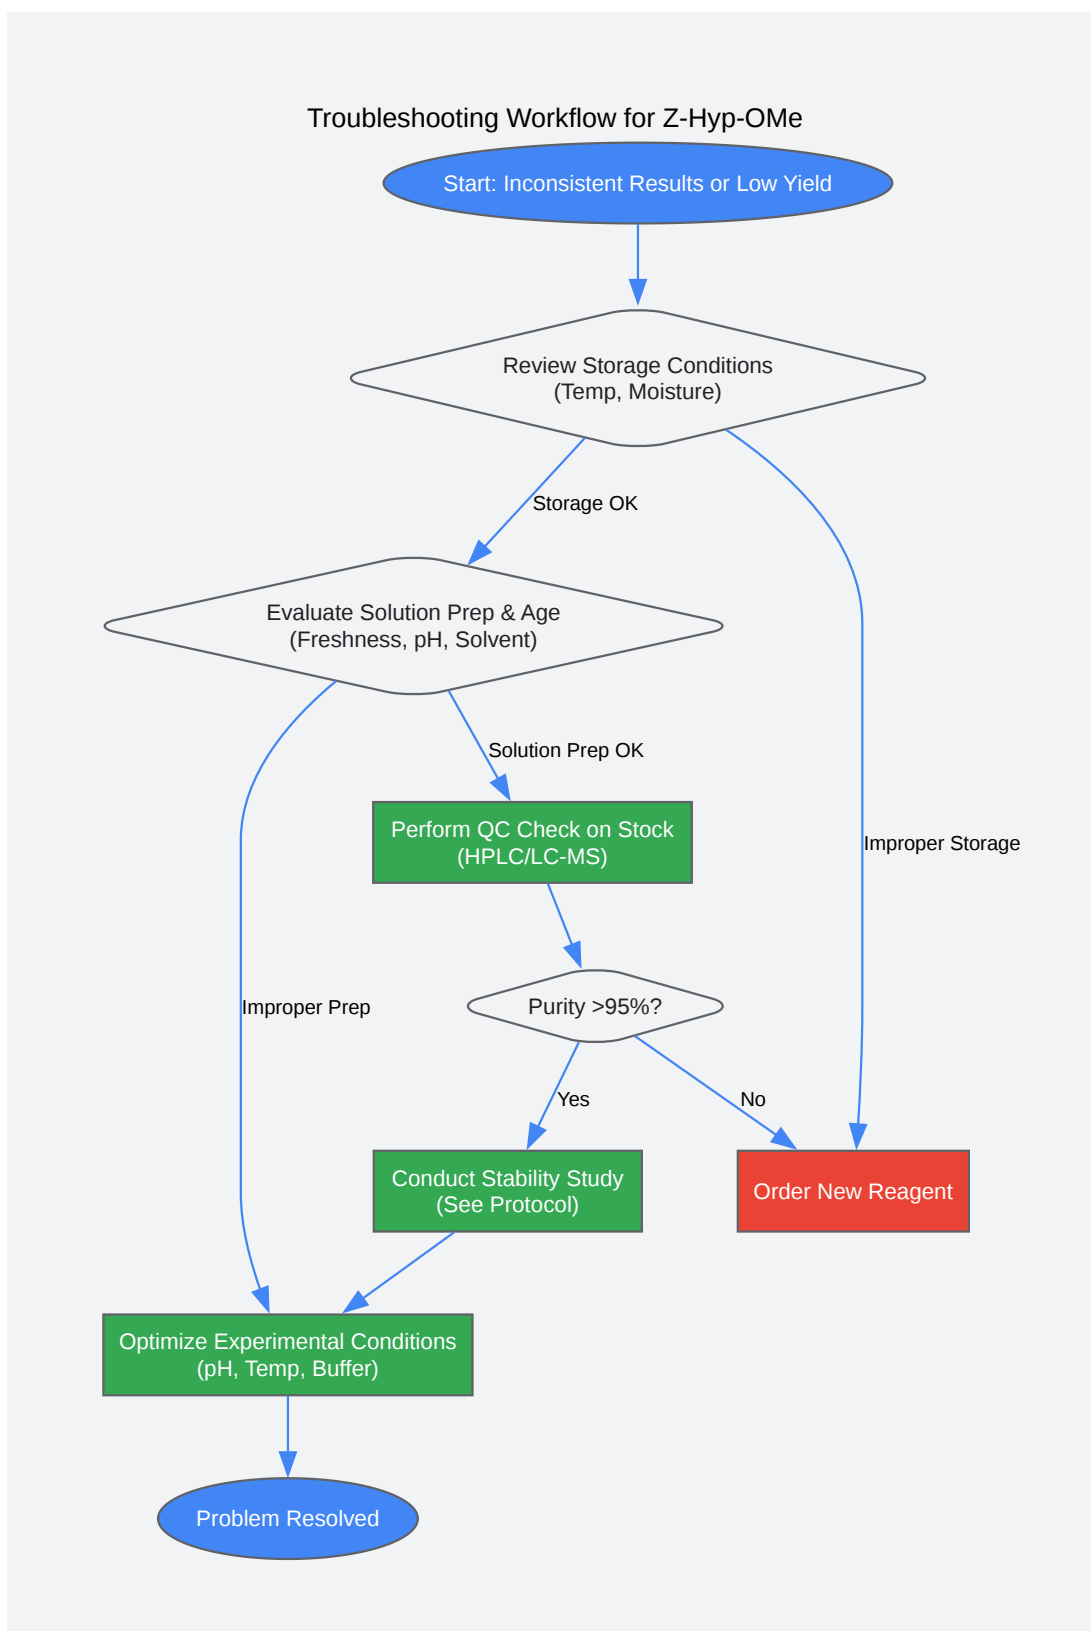 Troubleshooting Workflow for Z-Hyp-OMe
Start: Inconsistent Results or Low Yield
Review Storage Conditions
(Temp, Moisture)
Storage OK
Evaluate Solution Prep & Age
(Freshness, pH, Solvent)
Solution Prep OK
Perform QC Check on Stock
(HPLC/LC-MS)
Improper Storage
Improper Prep
Purity >95%?
Yes
No
Conduct Stability Study
(See Protocol)
Order New Reagent
Optimize Experimental Conditions
(pH, Temp, Buffer)
Problem Resolved